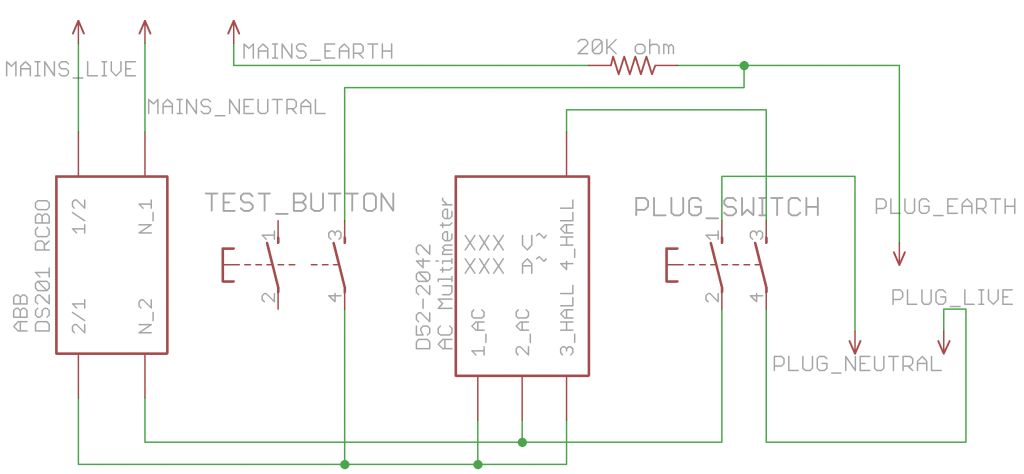 20K ohm
MAINS_EARTH
MAINS_LIVE
MAINS_NEUTRAL
TEST_BUTTON
PLUG_SWITCH
PLUG_EARTH
1/2
N_1
1
3
XXX V~
XXX A~
4_HALL
1
3
2
4
2
4
ABB
DS201 RCBO
2/1
N_2
D52-2042
AC Multimeter
1_AC
2_AC
3_HALL
PLUG_LIVE
PLUG_NEUTRAL